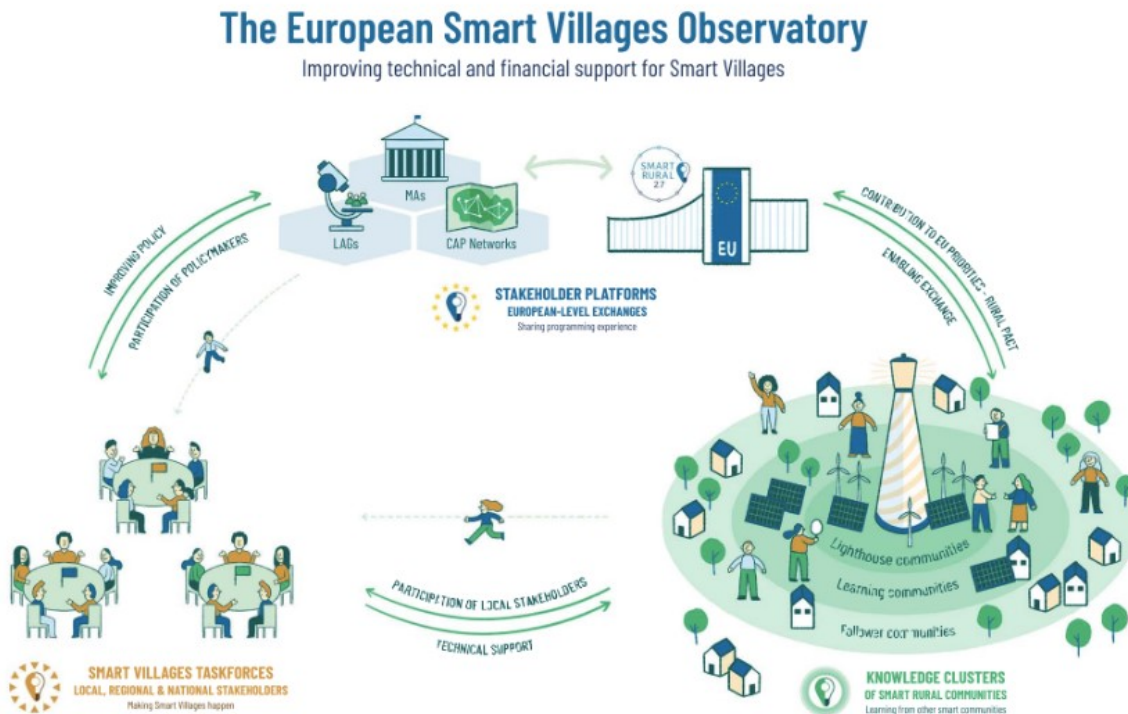 The European Smart Villages Observatory
Improving technical and financial support for Smart Villages
MAs
LAGs
CAP Networks
SMART
RURAL
27
EU
IMPROVING POLICY
PARTICIPATION OF POLICYMAKERS
CONTRIBUTION TO EU PRIORITIES - RURAL PACT
ENABLING EXCHANGE
STAKEHOLDER PLATFORMS
EUROPEAN-LEVEL EXCHANGES
Sharing programming experience
Lighthouse communities
Learning communities
Follower communities
PARTICIPATION OF LOCAL STAKEHOLDERS
TECHNICAL SUPPORT
SMART VILLAGES TASKFORCES
LOCAL, REGIONAL & NATIONAL STAKEHOLDERS
Making Smart Villages happen
KNOWLEDGE CLUSTERS
OF SMART RURAL COMMUNITIES
Learning from other smart communities